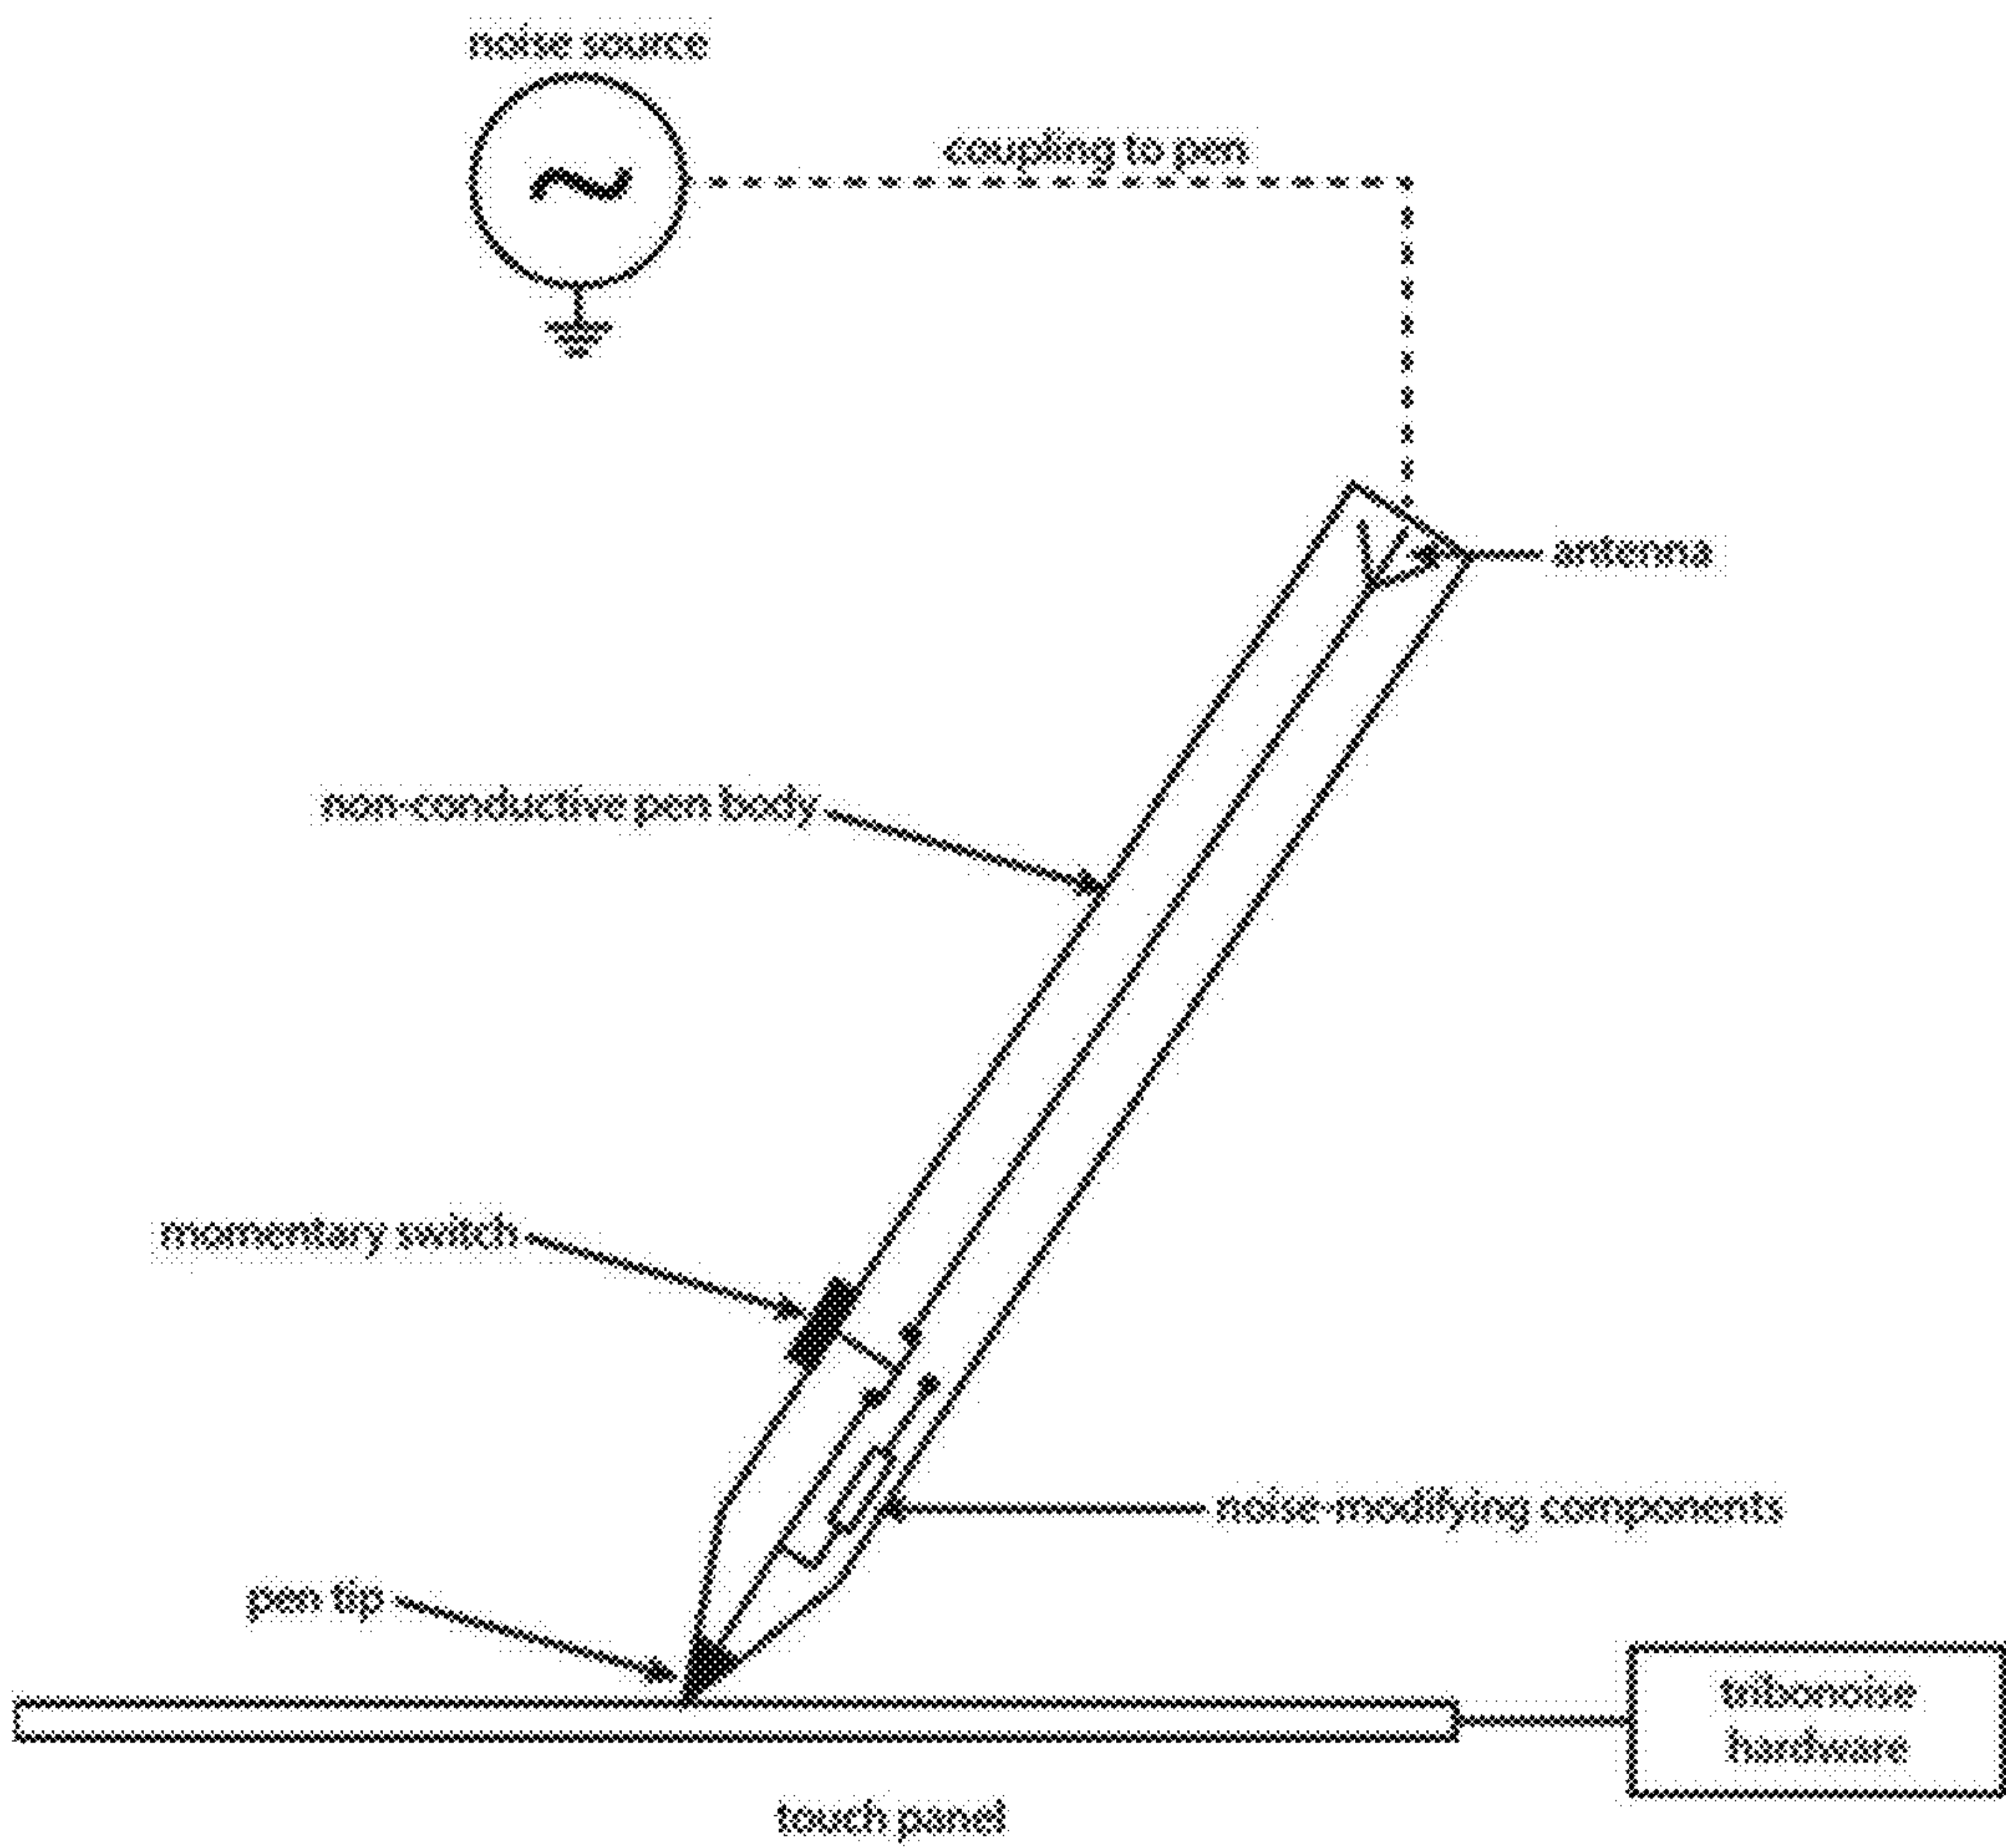 noise source
coupling to pen
antenna
non-conductive pen body
momentary switch
noise-modifying components
pen tip
tribonoise
hardware
touch panel